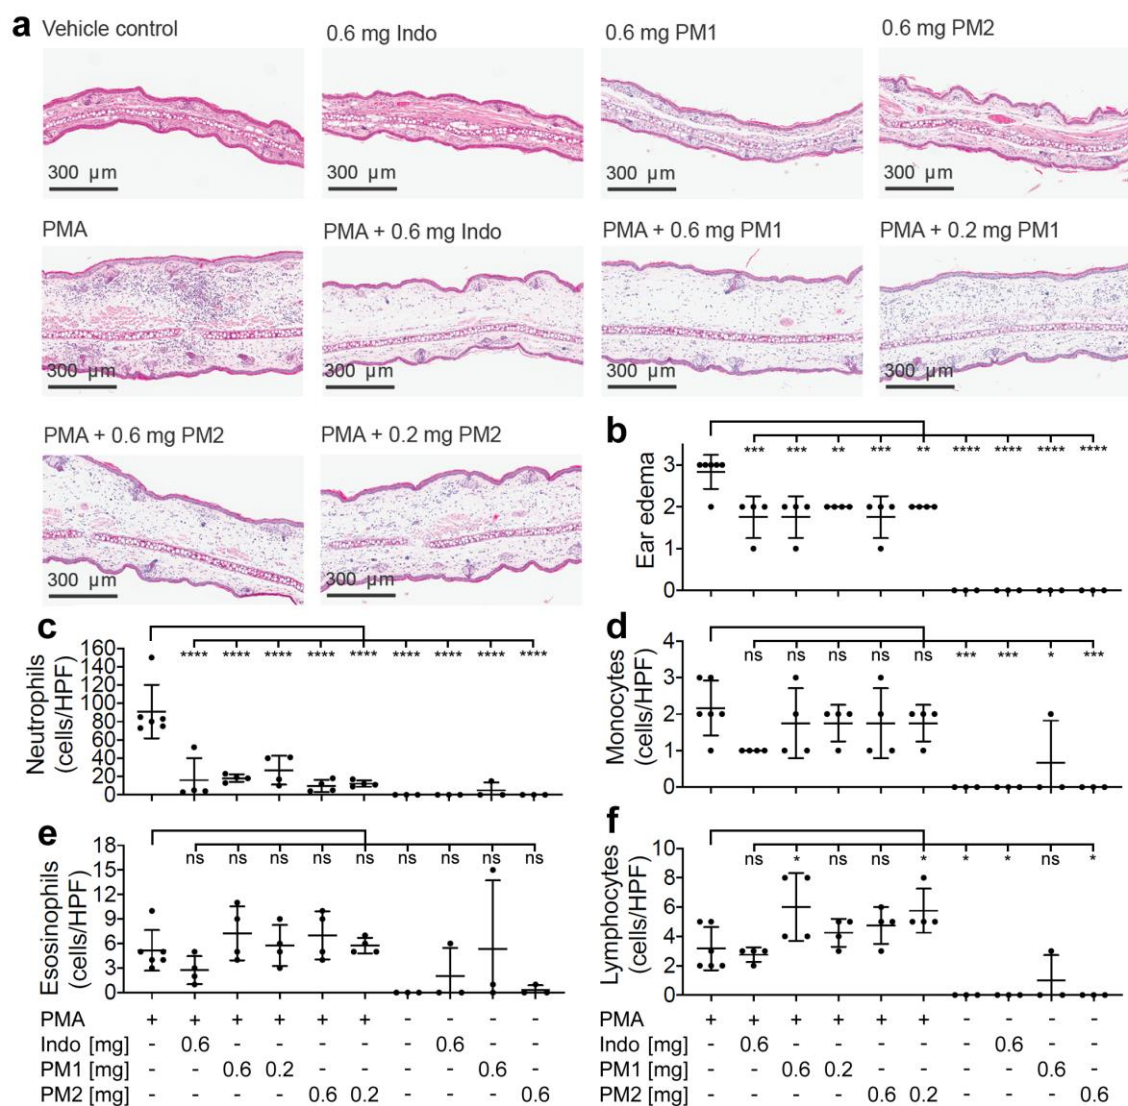 a
Vehicle control
0.6 mg Indo
0.6 mg PM1
0.6 mg PM2
300 µm
300 µm
300 µm
300 µm
PMA
PMA + 0.6 mg Indo
PMA + 0.6 mg PM1
PMA + 0.2 mg PM1
300 µm
300 µm
300 µm
300 µm
PMA + 0.6 mg PM2
PMA + 0.2 mg PM2
300 µm
300 µm
b
*** *** ** *** ** **** **** **** ****
Ear edema
3
2
1
0
c
**** **** **** **** **** **** **** **** ****
Neutrophils
(cells/HPF)
160
140
120
100
80
60
40
20
0
d
ns ns ns ns ns *** *** * ***
Monocytes
(cells/HPF)
4
3
2
1
0
e
ns ns ns ns ns ns ns ns ns
Esosinophils
(cells/HPF)
18
15
12
9
6
3
0
f
ns * ns ns * * * ns *
Lymphocytes
(cells/HPF)
10
8
6
4
2
0
PMA + + + + + + - - - -
Indo [mg] - 0.6 - - - - - 0.6 - -
PM1 [mg] - - 0.6 0.2 - - - - 0.6 -
PM2 [mg] - - - - 0.6 0.2 - - - 0.6
PMA + + + + + + - - - -
Indo [mg] - 0.6 - - - - - 0.6 - -
PM1 [mg] - - 0.6 0.2 - - - - 0.6 -
PM2 [mg] - - - - 0.6 0.2 - - - 0.6